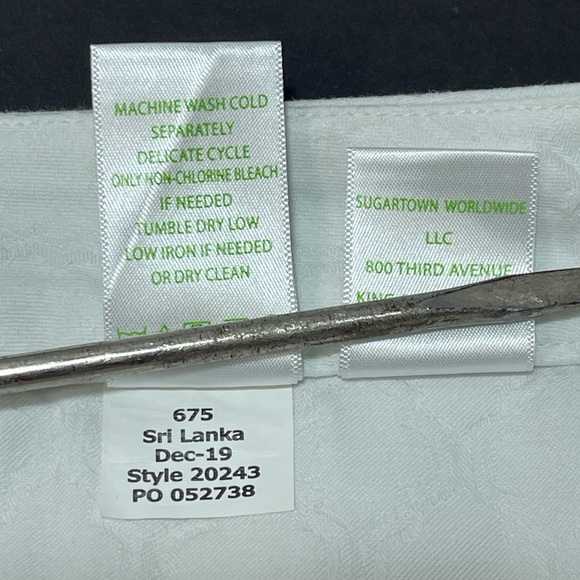 MACHINE WASH COLD
SEPARATELY
DELICATE CYCLE
ONLY NON-CHLORINE BLEACH
IF NEEDED
TUMBLE DRY LOW
LOW IRON IF NEEDED
OR DRY CLEAN
SUGARTOWN WORLDWIDE
LLC
800 THIRD AVENUE
675
Sri Lanka
Dec-19
Style 20243
PO 052738